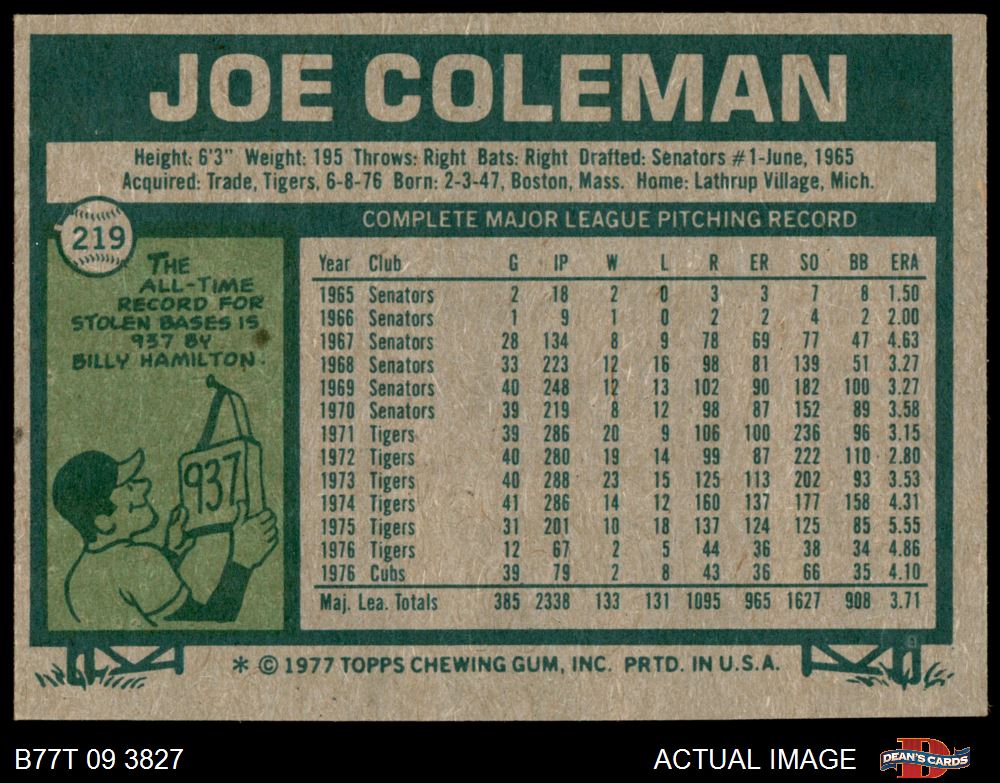 JOE COLEMAN
Height: 6'3" Weight: 195 Throws: Right Bats: Right Drafted: Senators #1-June, 1965
Acquired: Trade, Tigers, 6-8-76 Born: 2-3-47, Boston, Mass. Home: Lathrup Village, Mich.
219
THE
ALL-TIME
RECORD FOR
STOLEN BASES IS
937 BY
BILLY HAMILTON.
937
COMPLETE MAJOR LEAGUE PITCHING RECORD
Year Club G IP W L R ER SO BB ERA
1965 Senators 2 18 2 0 3 3 7 8 1.50
1966 Senators 1 9 1 0 2 2 4 2 2.00
1967 Senators 28 134 8 9 78 69 77 47 4.63
1968 Senators 33 223 12 16 98 81 139 51 3.27
1969 Senators 40 248 12 13 102 90 182 100 3.27
1970 Senators 39 219 8 12 98 87 152 89 3.58
1971 Tigers 39 286 20 9 106 100 236 96 3.15
1972 Tigers 40 280 19 14 99 87 222 110 2.80
1973 Tigers 40 288 23 15 125 113 202 93 3.53
1974 Tigers 41 286 14 12 160 137 177 158 4.31
1975 Tigers 31 201 10 18 137 124 125 85 5.55
1976 Tigers 12 67 2 5 44 36 38 34 4.86
1976 Cubs 39 79 2 8 43 36 66 35 4.10
Maj. Lea. Totals 385 2338 133 131 1095 965 1627 908 3.71
* © 1977 TOPPS CHEWING GUM, INC. PRTD. IN U.S.A.
B77T 09 3827
ACTUAL IMAGE
DEAN'S CARDS